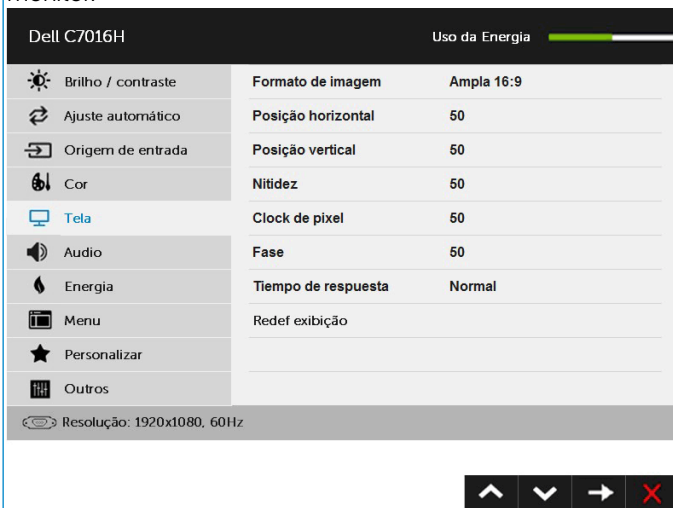 Dell C7016H Uso da Energia
Brilho / contraste Formato de imagem Ampla 16:9
Ajuste automático Posição horizontal 50
Origem de entrada Posição vertical 50
Cor Nitidez 50
Tela Clock de pixel 50
Audio Fase 50
Energia Tiempo de respuesta Normal
Menu Redef exibição
Personalizar
Outros
Resolução: 1920x1080, 60Hz